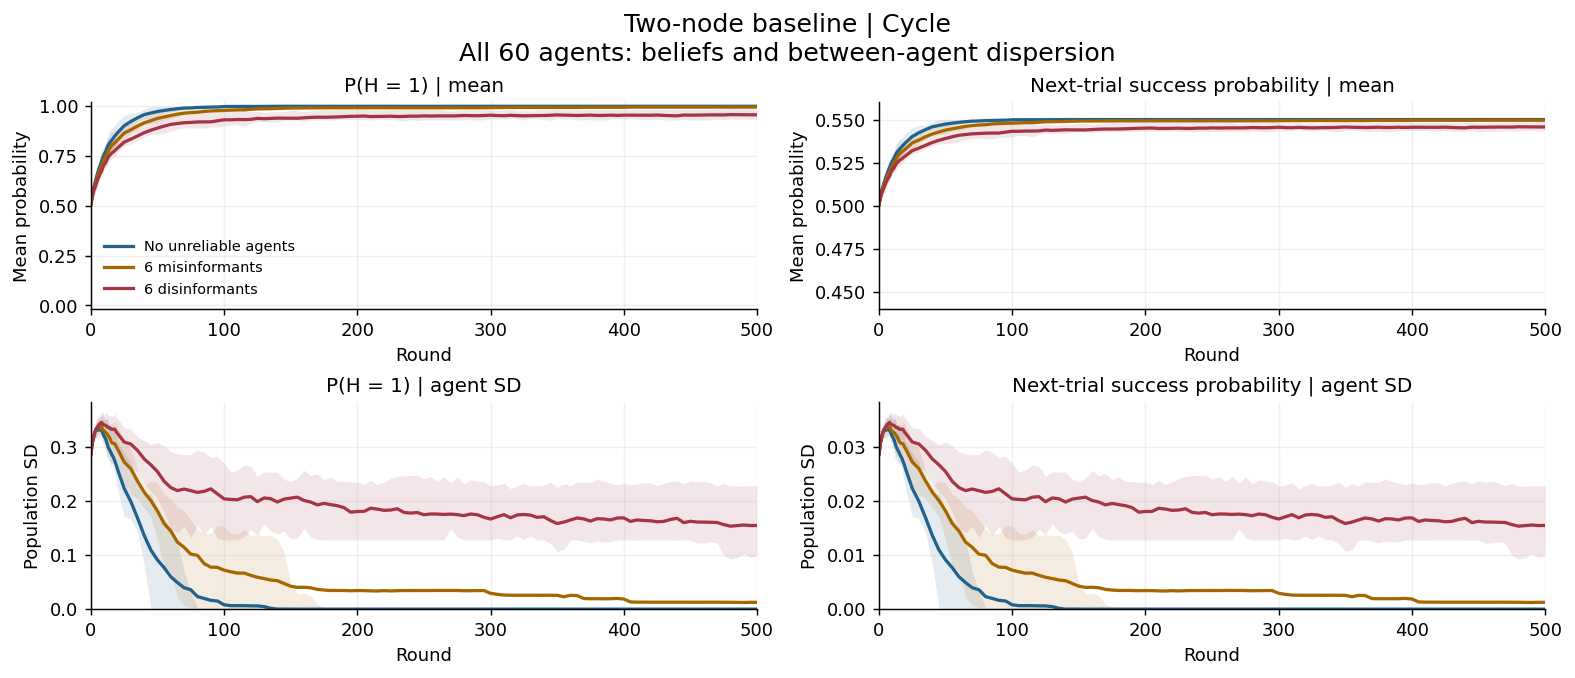 Two-node baseline | Cycle
All 60 agents: beliefs and between-agent dispersion
P(H = 1) | mean
Mean probability
1.00
0.75
0.50
0.25
0.00
No unreliable agents
6 misinformants
6 disinformants
0 100 200 300 400 500
Round
Next-trial success probability | mean
Mean probability
0.550
0.525
0.500
0.475
0.450
0 100 200 300 400 500
Round
P(H = 1) | agent SD
Population SD
0.3
0.2
0.1
0.0
0 100 200 300 400 500
Round
Next-trial success probability | agent SD
Population SD
0.03
0.02
0.01
0.00
0 100 200 300 400 500
Round